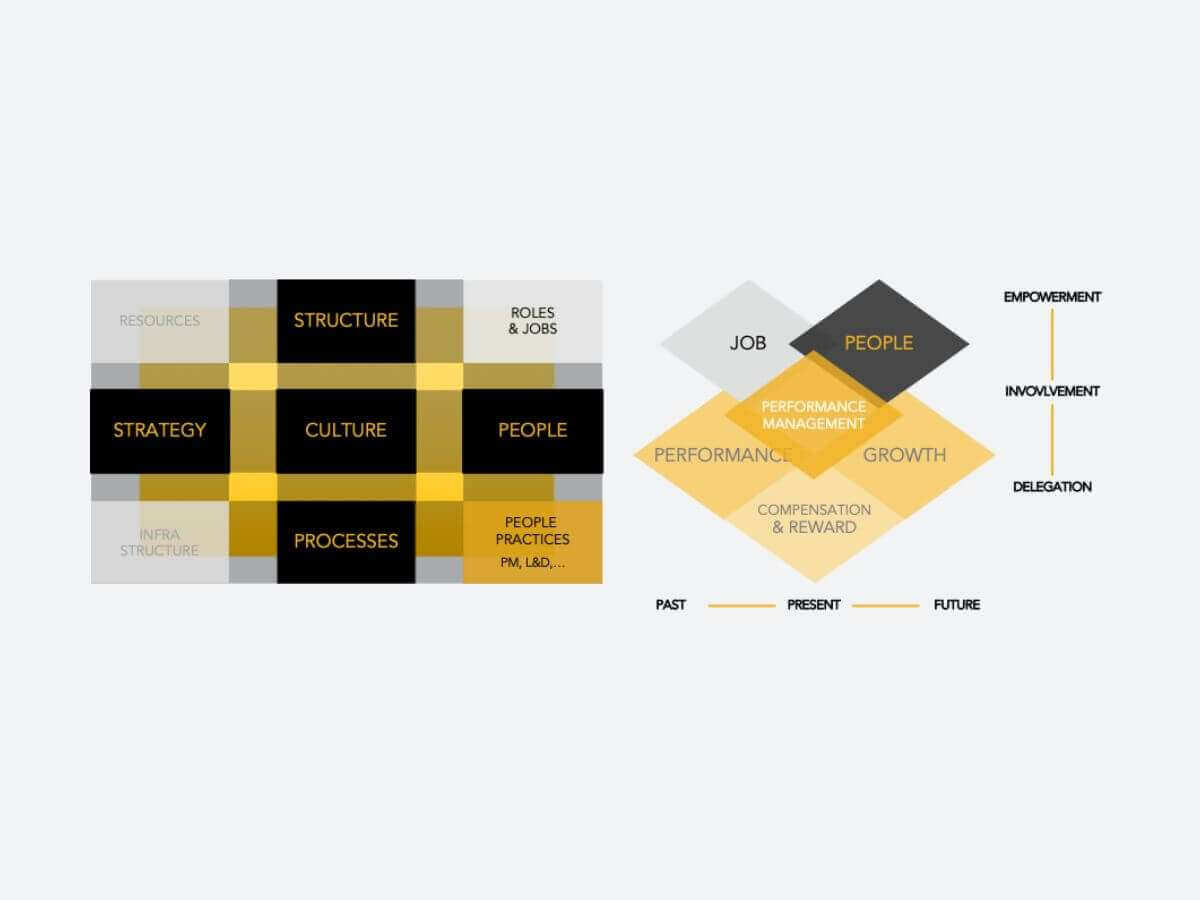 RESOURCES
STRUCTURE
ROLES
& JOBS
STRATEGY
CULTURE
PEOPLE
INFRA
STRUCTURE
PROCESSES
PEOPLE
PRACTICES
PM, L&D,...
JOB
PEOPLE
PERFORMANCE
MANAGEMENT
PERFORMANCE
GROWTH
COMPENSATION
& REWARD
EMPOWERMENT
INVOVLVEMENT
DELEGATION
PAST
PRESENT
FUTURE